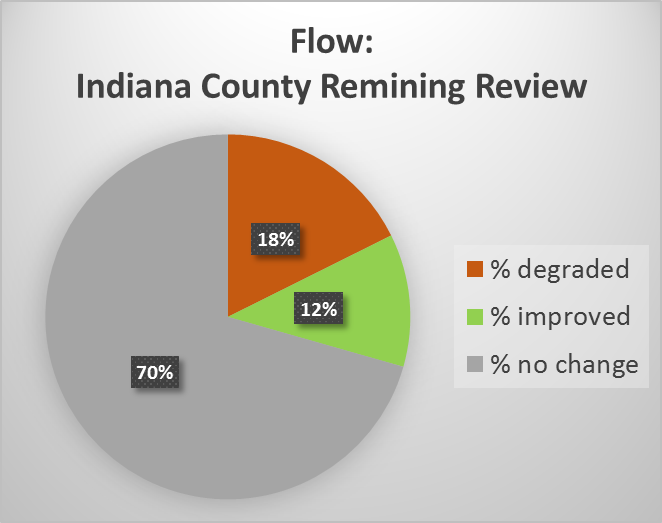 Flow:
Indiana County Remining Review
18%
12%
70%
% degraded
% improved
% no change